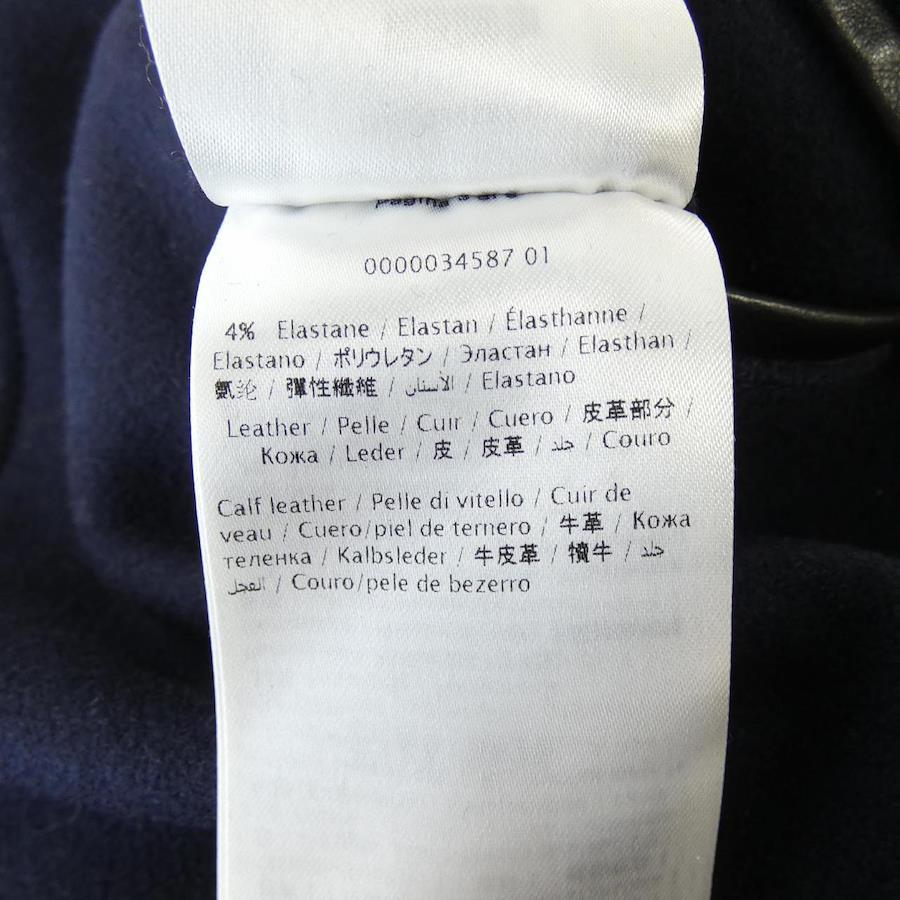 0000034587 01
4% Elastane / Elastan / Élasthanne /
Elastano / ポリウレタン / Эластан / Elasthan /
氨纶 / 彈性纖維 / الأستان / Elastano
Leather / Pelle / Cuir / Cuero / 皮革部分 /
Кожа / Leder / 皮 / 皮革 / جلد / Couro
Calf leather / Pelle di vitello / Cuir de
veau / Cuero/piel de ternero / 牛革 / Кожа
теленка / Kalbsleder / 牛皮革 / 犢牛 / جلد
العجل / Couro/pele de bezerro